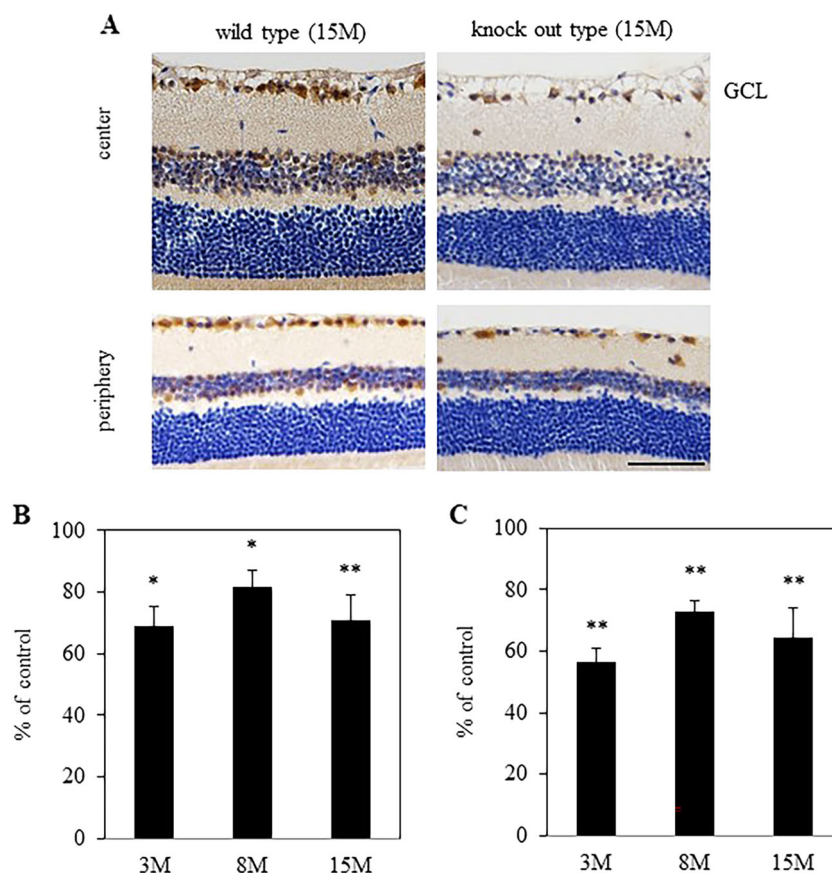 A
wild type (15M)
knock out type (15M)
GCL
center
periphery
B
100
80
60
40
20
0
% of control
*
*
**
3M
8M
15M
C
100
80
60
40
20
0
% of control
**
**
**
3M
8M
15M